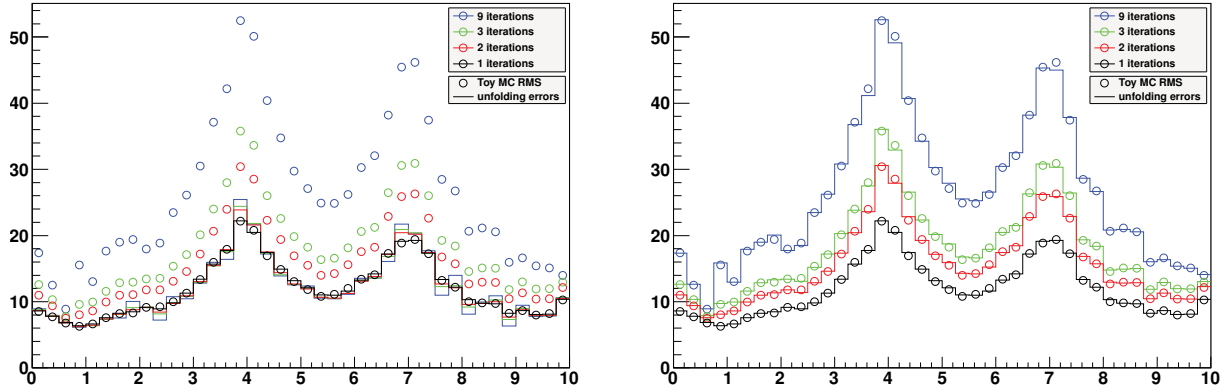 50
40
30
20
10
0
0 1 2 3 4 5 6 7 8 9 10
9 iterations
3 iterations
2 iterations
1 iterations
Toy MC RMS
unfolding errors
50
40
30
20
10
0
0 1 2 3 4 5 6 7 8 9 10
9 iterations
3 iterations
2 iterations
1 iterations
Toy MC RMS
unfolding errors